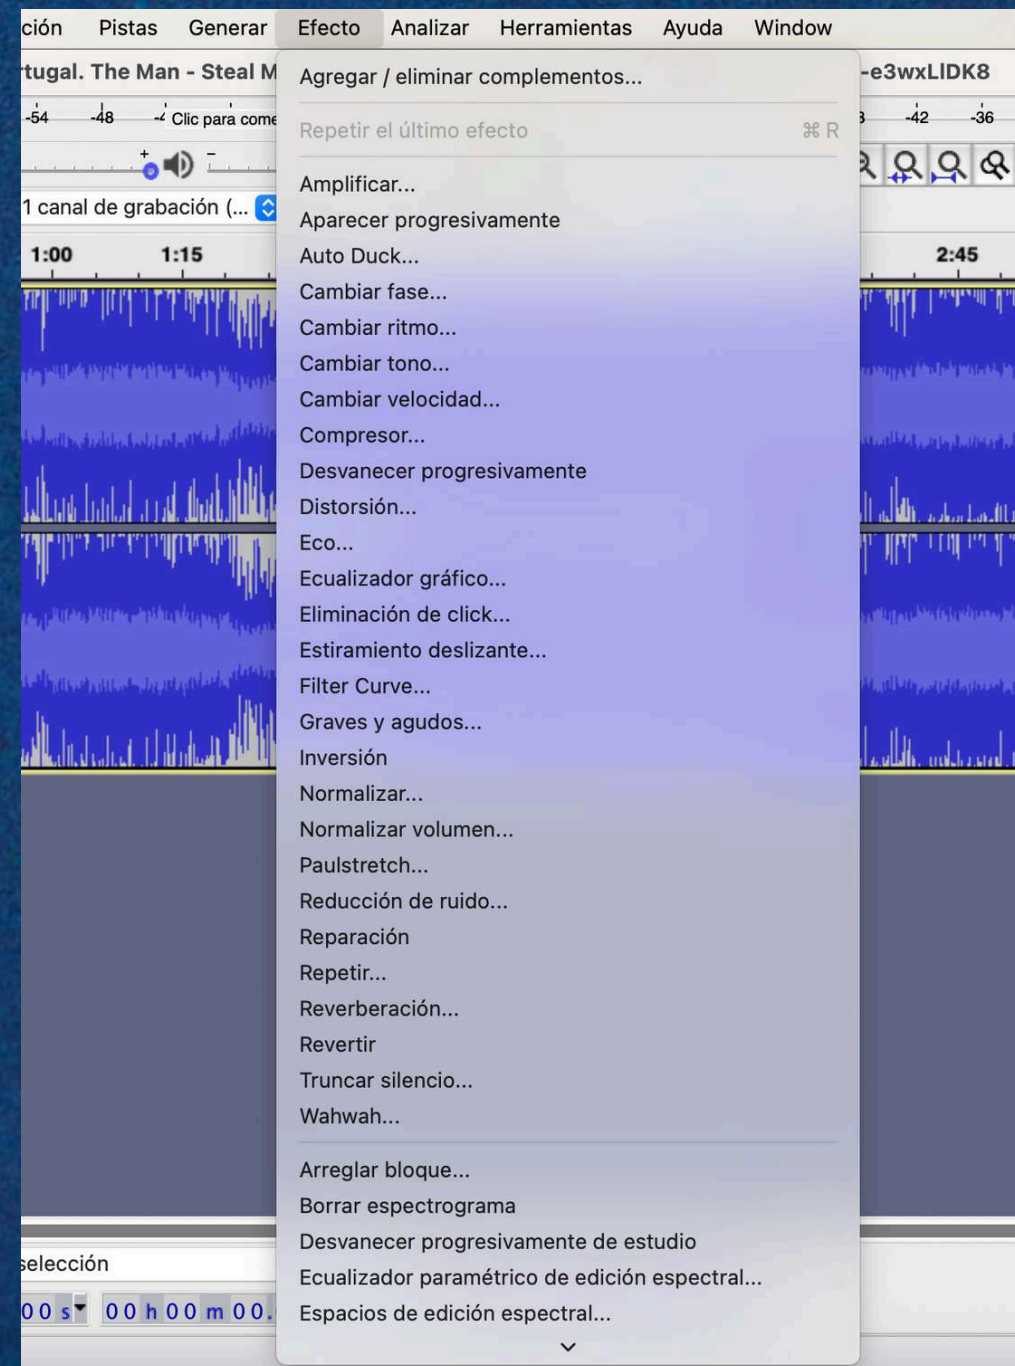 ción Pistas Generar Efecto Analizar Herramientas Ayuda Window
tugal. The Man - Steal M
-e3wxLlDK8
Agregar / eliminar complementos...
-54 -48 -4 Clic para come
-42 -36
Repetir el último efecto ⌘ R
+ -
Amplificar...
1 canal de grabación (...
Aparecer progresivamente
1:00 1:15
2:45
Auto Duck...
Cambiar fase...
Cambiar ritmo...
Cambiar tono...
Cambiar velocidad...
Compresor...
Desvanecer progresivamente
Distorsión...
Eco...
Ecualizador gráfico...
Eliminación de click...
Estiramiento deslizante...
Filter Curve...
Graves y agudos...
Inversión
Normalizar...
Normalizar volumen...
Paulstretch...
Reducción de ruido...
Reparación
Repetir...
Reverberación...
Revertir
Truncar silencio...
Wahwah...
Arreglar bloque...
Borrar espectrograma
Desvanecer progresivamente de estudio
selección
Ecualizador paramétrico de edición espectral...
00 s 00 h 00 m 00.
Espacios de edición espectral...